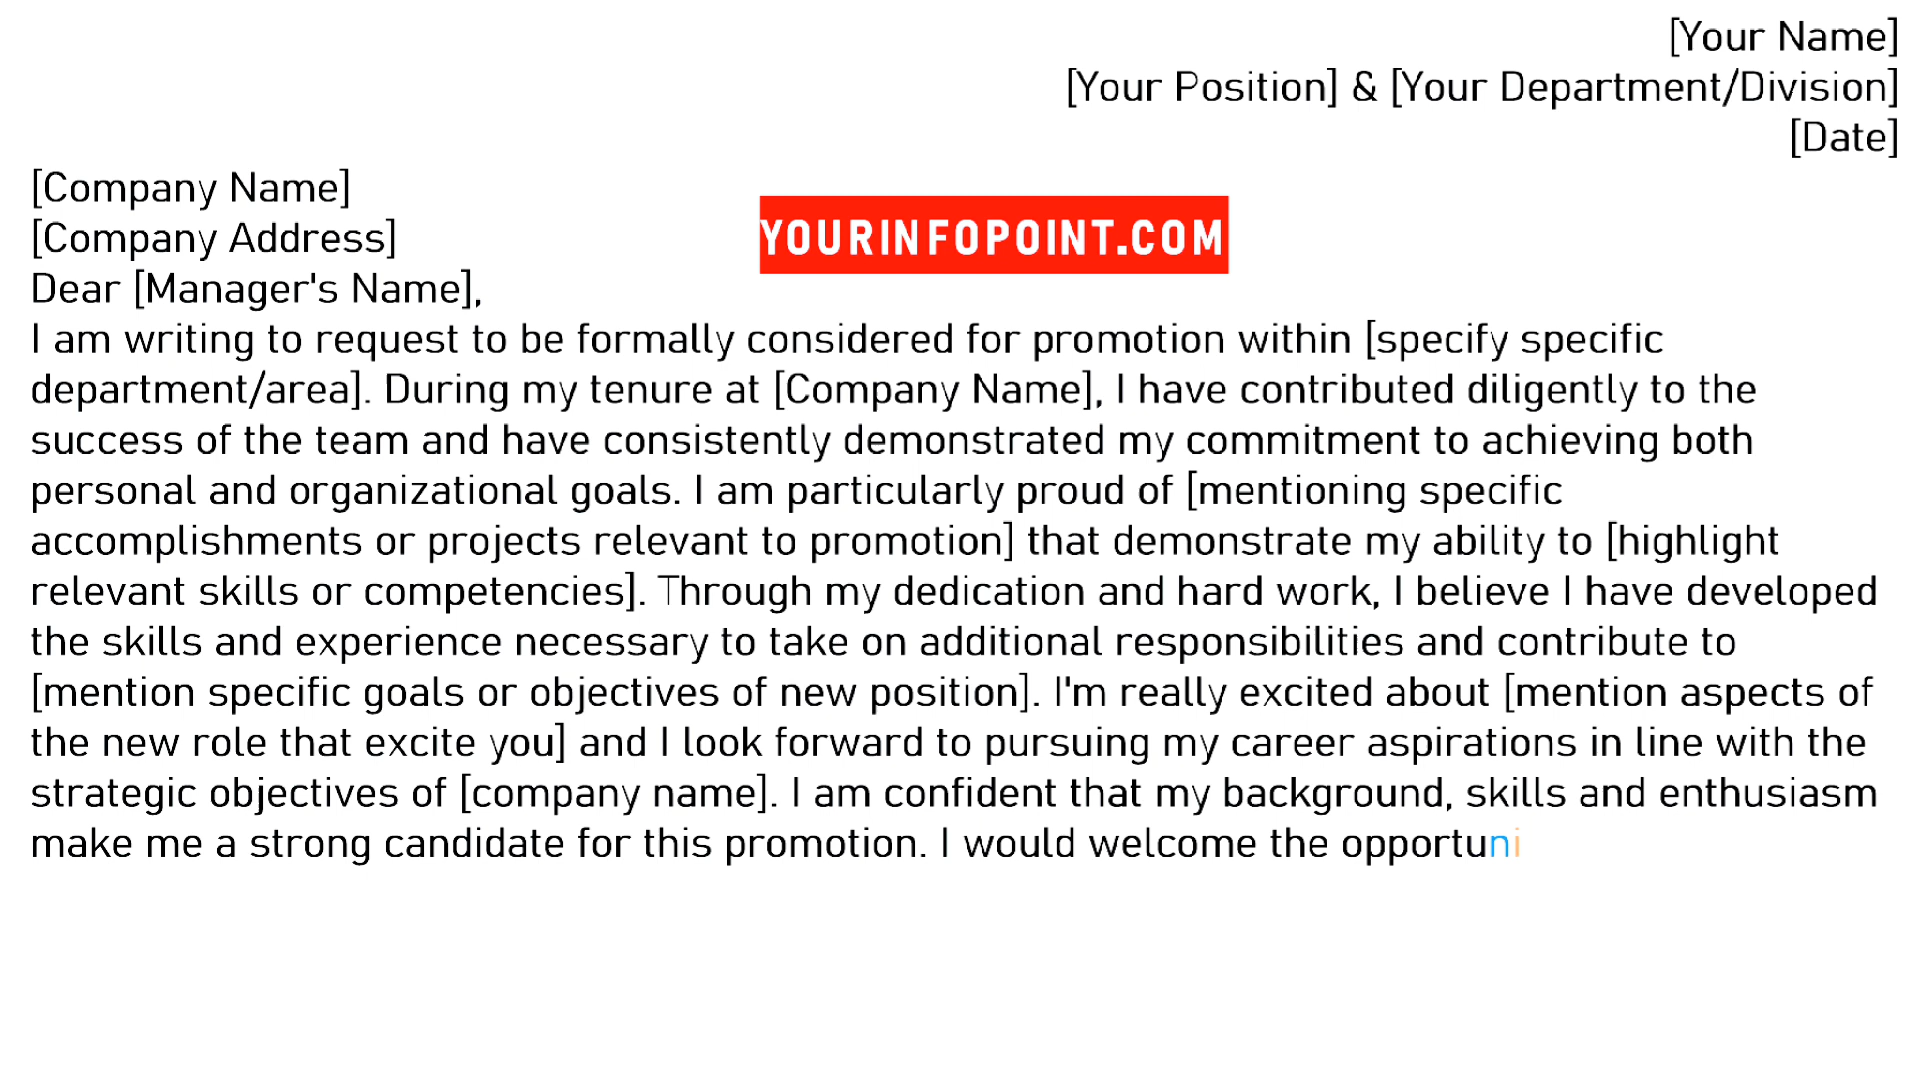 [Your Name]
[Your Position] & [Your Department/Division]
[Date]
[Company Name]
[Company Address]
YOURINFOPOINT.COM
Dear [Manager's Name],
I am writing to request to be formally considered for promotion within [specify specific
department/area]. During my tenure at [Company Name], I have contributed diligently to the
success of the team and have consistently demonstrated my commitment to achieving both
personal and organizational goals. I am particularly proud of [mentioning specific
accomplishments or projects relevant to promotion] that demonstrate my ability to [highlight
relevant skills or competencies]. Through my dedication and hard work, I believe I have developed
the skills and experience necessary to take on additional responsibilities and contribute to
[mention specific goals or objectives of new position]. I'm really excited about [mention aspects of
the new role that excite you] and I look forward to pursuing my career aspirations in line with the
strategic objectives of [company name]. I am confident that my background, skills and enthusiasm
make me a strong candidate for this promotion. I would welcome the opportuni